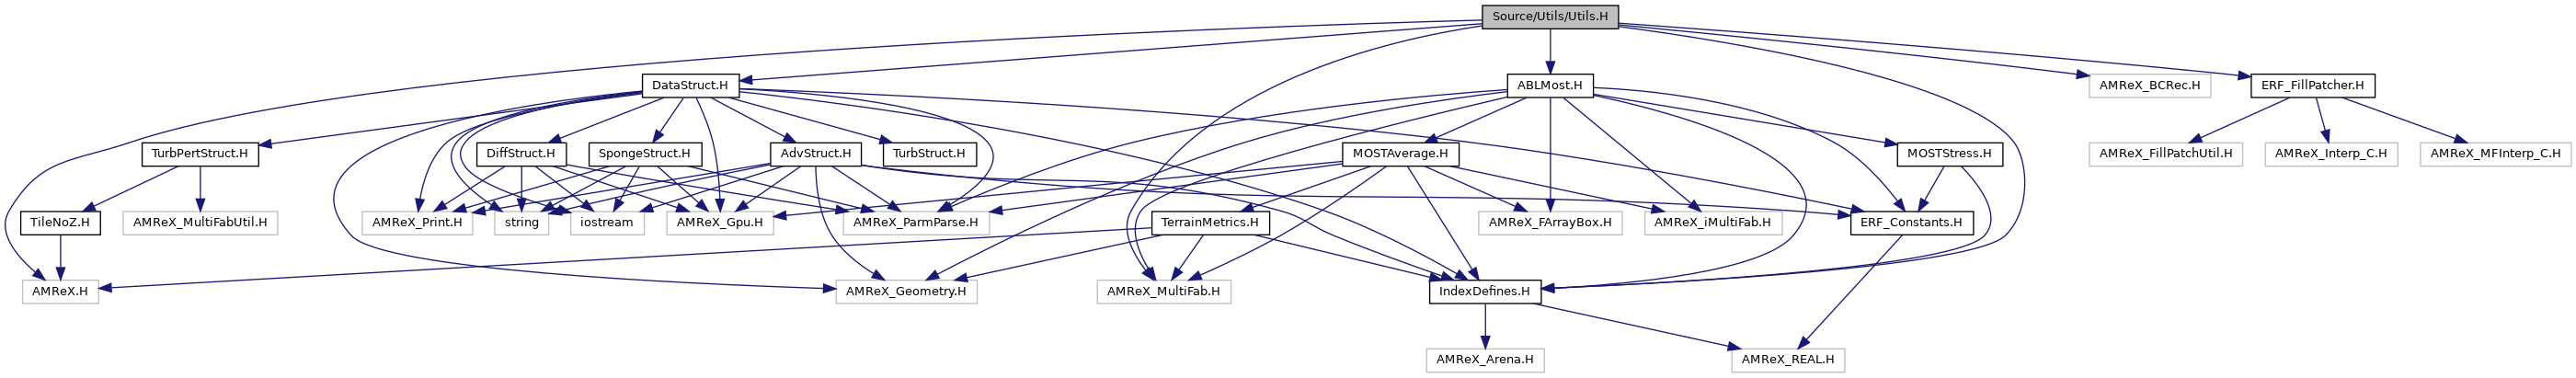 Source/Utils/Utils.H
DataStruct.H
ABLMost.H
AMReX_BCRec.H
ERF_FillPatcher.H
TurbPertStruct.H
DiffStruct.H
SpongeStruct.H
AdvStruct.H
TurbStruct.H
MOSTAverage.H
MOSTStress.H
AMReX_FillPatchUtil.H
AMReX_Interp_C.H
AMReX_MFInterp_C.H
TileNoZ.H
AMReX_MultiFabUtil.H
AMReX_Print.H
string
iostream
AMReX_Gpu.H
AMReX_ParmParse.H
TerrainMetrics.H
AMReX_FArrayBox.H
AMReX_iMultiFab.H
ERF_Constants.H
AMReX.H
AMReX_Geometry.H
AMReX_MultiFab.H
IndexDefines.H
AMReX_Arena.H
AMReX_REAL.H